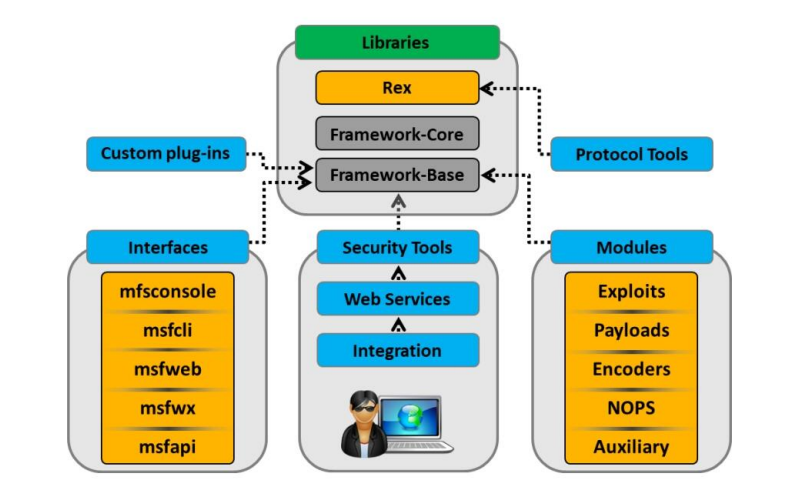 Libraries
Rex
Framework-Core
Custom plug-ins
Protocol Tools
Framework-Base
Interfaces
Security Tools
Modules
mfsconsole
msfcli
msfweb
msfwx
msfapi
Web Services
Integration
Exploits
Payloads
Encoders
NOPS
Auxiliary